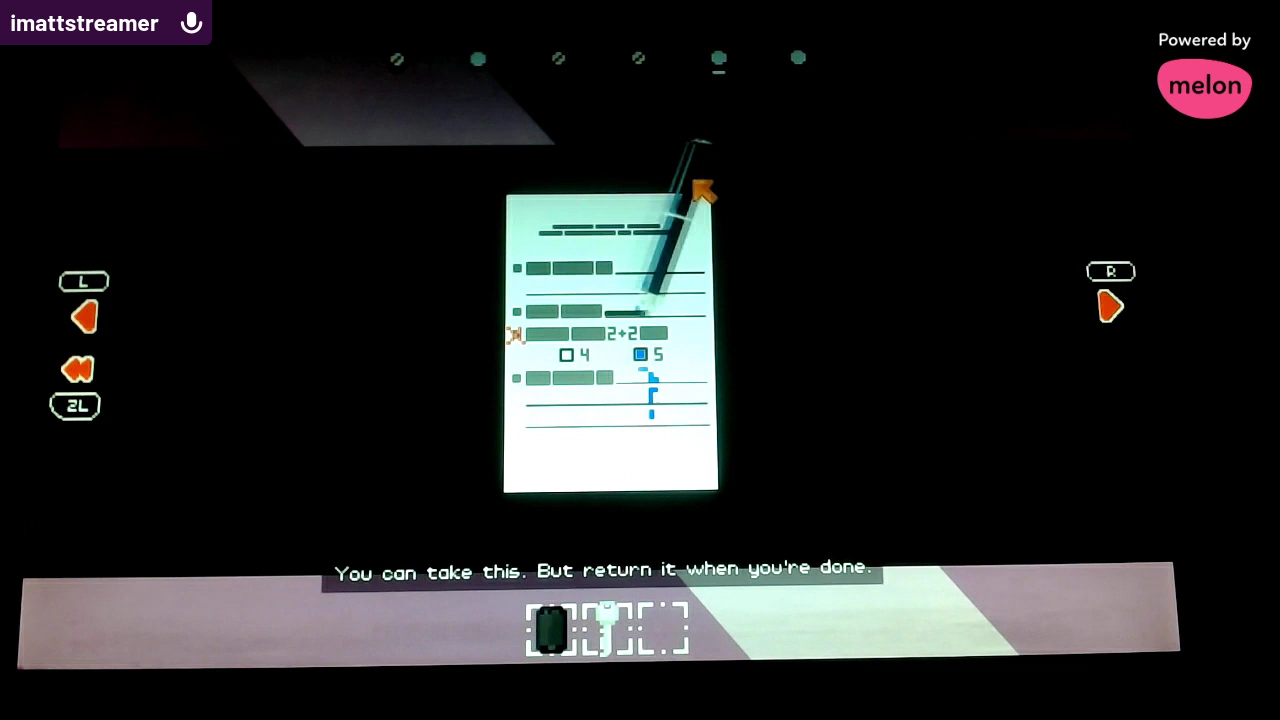 imattstreamer
Powered by
melon
L
R
2+2
4 5
ZL
You can take this. But return it when you're done.